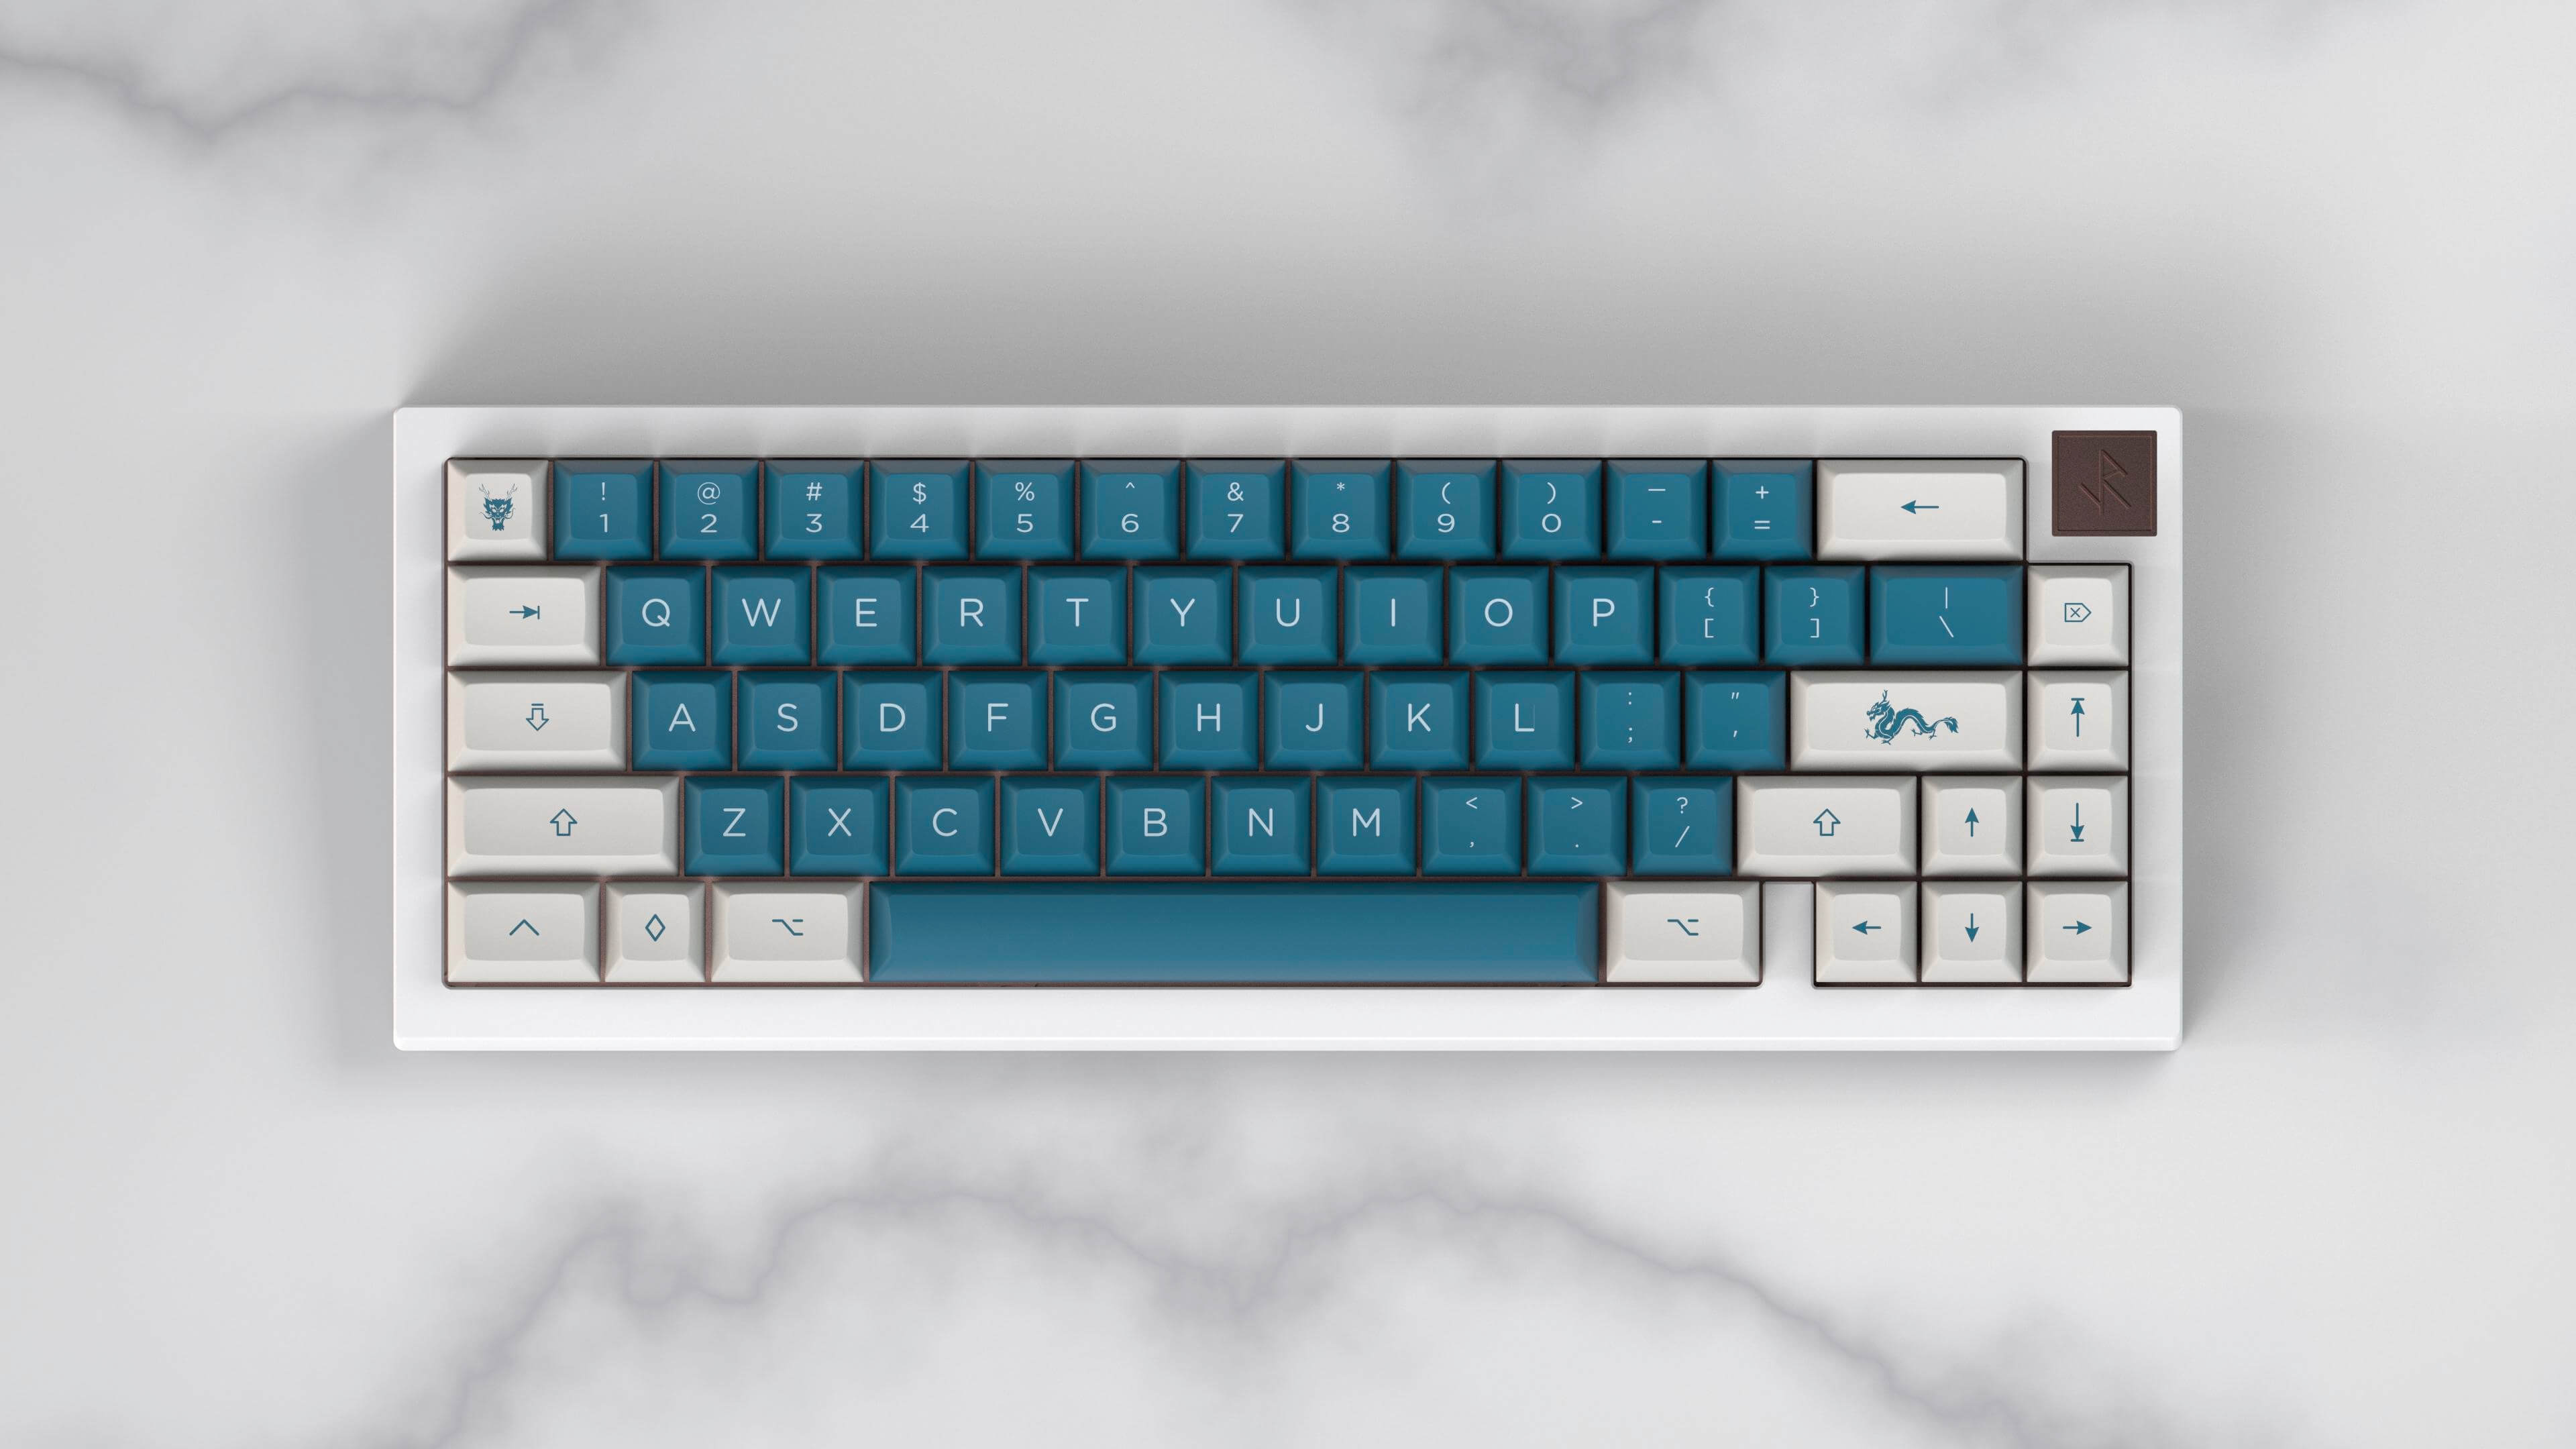 ! @ # $ % ^ & * ( ) — +
1 2 3 4 5 6 7 8 9 0 - = ←
Q W E R T Y U I O P { } |
[ ] \
A S D F G H J K L : "
; '
Z X C V B N M < > ?
, . /